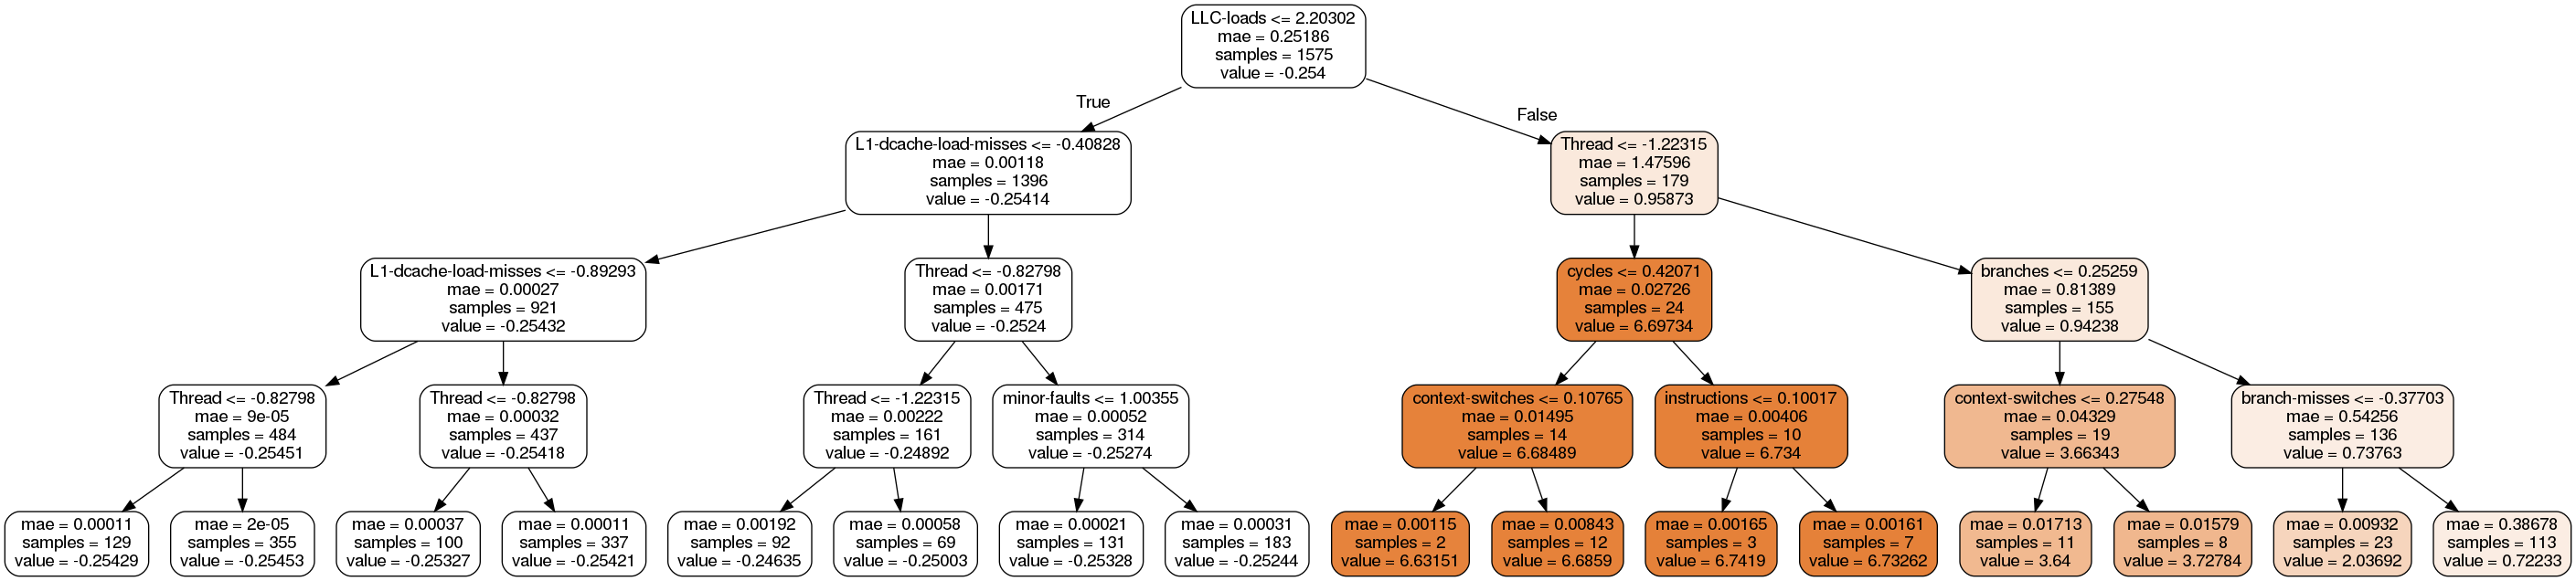 LLC-loads <= 2.20302
mae = 0.25186
samples = 1575
value = -0.254
True
False
L1-dcache-load-misses <= -0.40828
mae = 0.00118
samples = 1396
value = -0.25414
Thread <= -1.22315
mae = 1.47596
samples = 179
value = 0.95873
L1-dcache-load-misses <= -0.89293
mae = 0.00027
samples = 921
value = -0.25432
Thread <= -0.82798
mae = 0.00171
samples = 475
value = -0.2524
cycles <= 0.42071
mae = 0.02726
samples = 24
value = 6.69734
branches <= 0.25259
mae = 0.81389
samples = 155
value = 0.94238
Thread <= -0.82798
mae = 9e-05
samples = 484
value = -0.25451
Thread <= -0.82798
mae = 0.00032
samples = 437
value = -0.25418
Thread <= -1.22315
mae = 0.00222
samples = 161
value = -0.24892
minor-faults <= 1.00355
mae = 0.00052
samples = 314
value = -0.25274
context-switches <= 0.10765
mae = 0.01495
samples = 14
value = 6.68489
instructions <= 0.10017
mae = 0.00406
samples = 10
value = 6.734
context-switches <= 0.27548
mae = 0.04329
samples = 19
value = 3.66343
branch-misses <= -0.37703
mae = 0.54256
samples = 136
value = 0.73763
mae = 0.00011
samples = 129
value = -0.25429
mae = 2e-05
samples = 355
value = -0.25453
mae = 0.00037
samples = 100
value = -0.25327
mae = 0.00011
samples = 337
value = -0.25421
mae = 0.00192
samples = 92
value = -0.24635
mae = 0.00058
samples = 69
value = -0.25003
mae = 0.00021
samples = 131
value = -0.25328
mae = 0.00031
samples = 183
value = -0.25244
mae = 0.00115
samples = 2
value = 6.63151
mae = 0.00843
samples = 12
value = 6.6859
mae = 0.00165
samples = 3
value = 6.7419
mae = 0.00161
samples = 7
value = 6.73262
mae = 0.01713
samples = 11
value = 3.64
mae = 0.01579
samples = 8
value = 3.72784
mae = 0.00932
samples = 23
value = 2.03692
mae = 0.38678
samples = 113
value = 0.72233